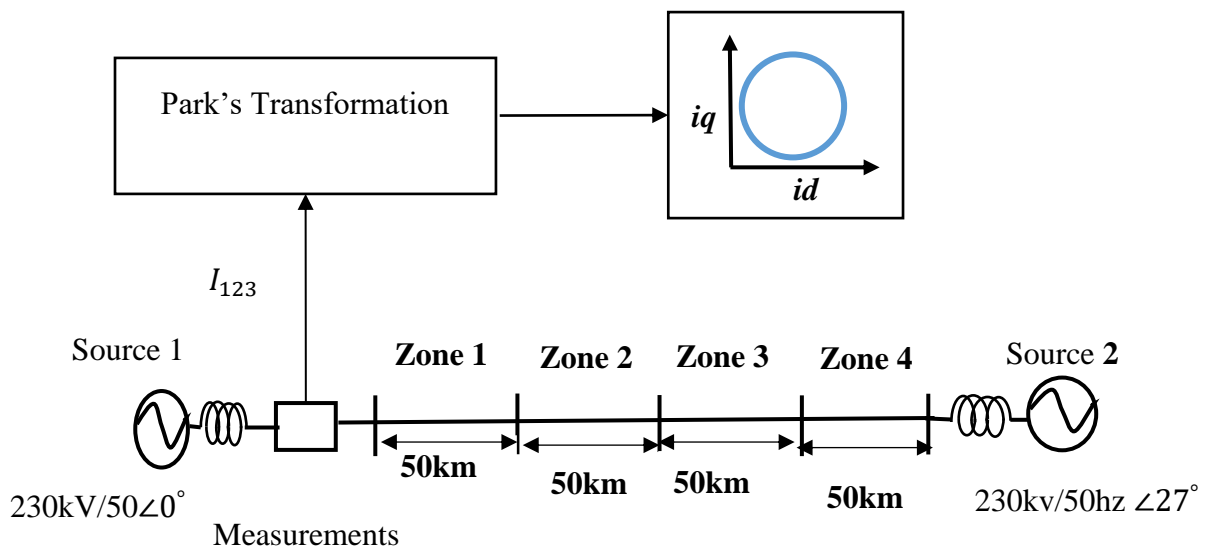 Park’s Transformation
iq
id
I₁₂₃
Source 1
Zone 1
Zone 2
Zone 3
Zone 4
Source 2
50km
50km
50km
50km
230kV/50∠0°
230kv/50hz ∠27°
Measurements